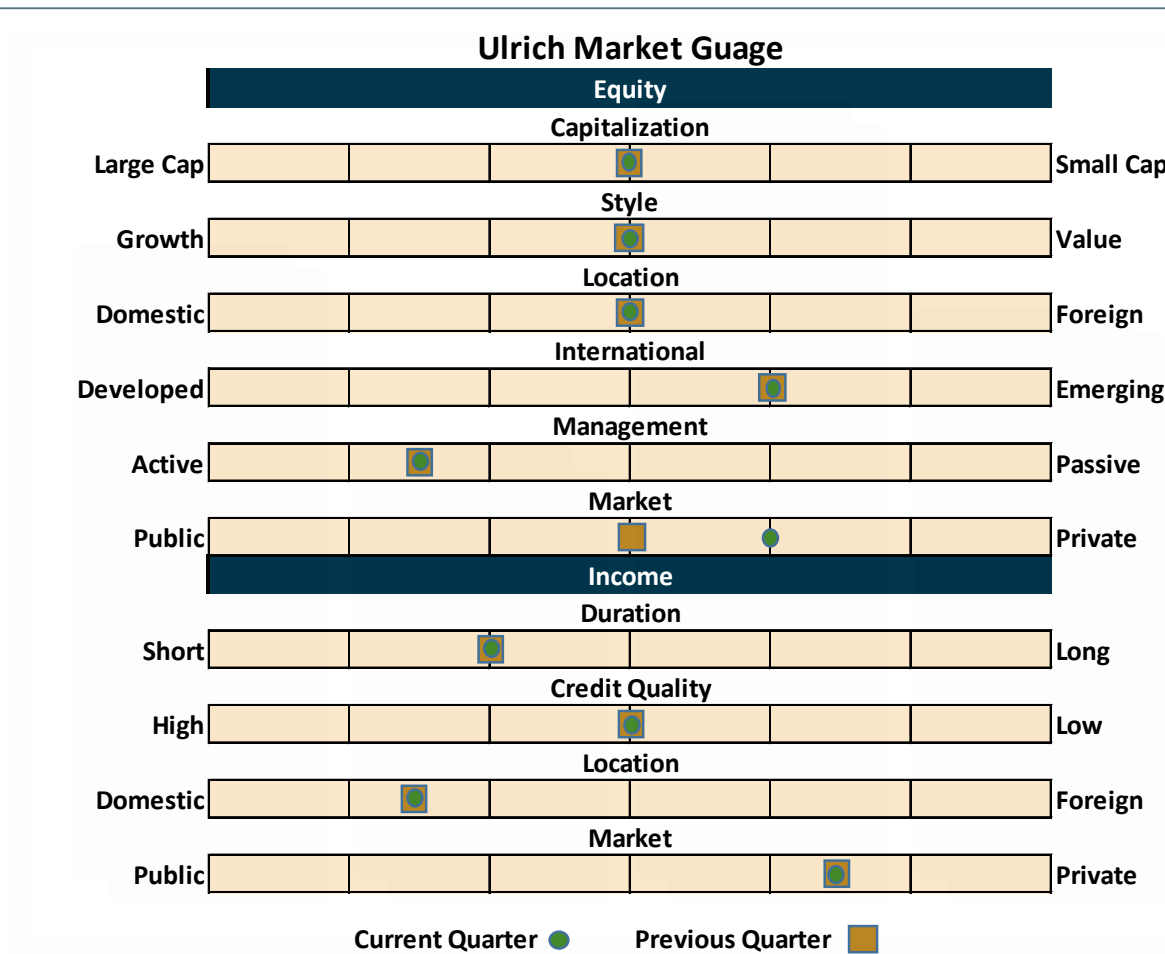 Ulrich Market Guage
Equity
Capitalization
Large Cap Small Cap
Style
Growth Value
Location
Domestic Foreign
International
Developed Emerging
Management
Active Passive
Market
Public Private
Income
Duration
Short Long
Credit Quality
High Low
Location
Domestic Foreign
Market
Public Private
Current Quarter Previous Quarter